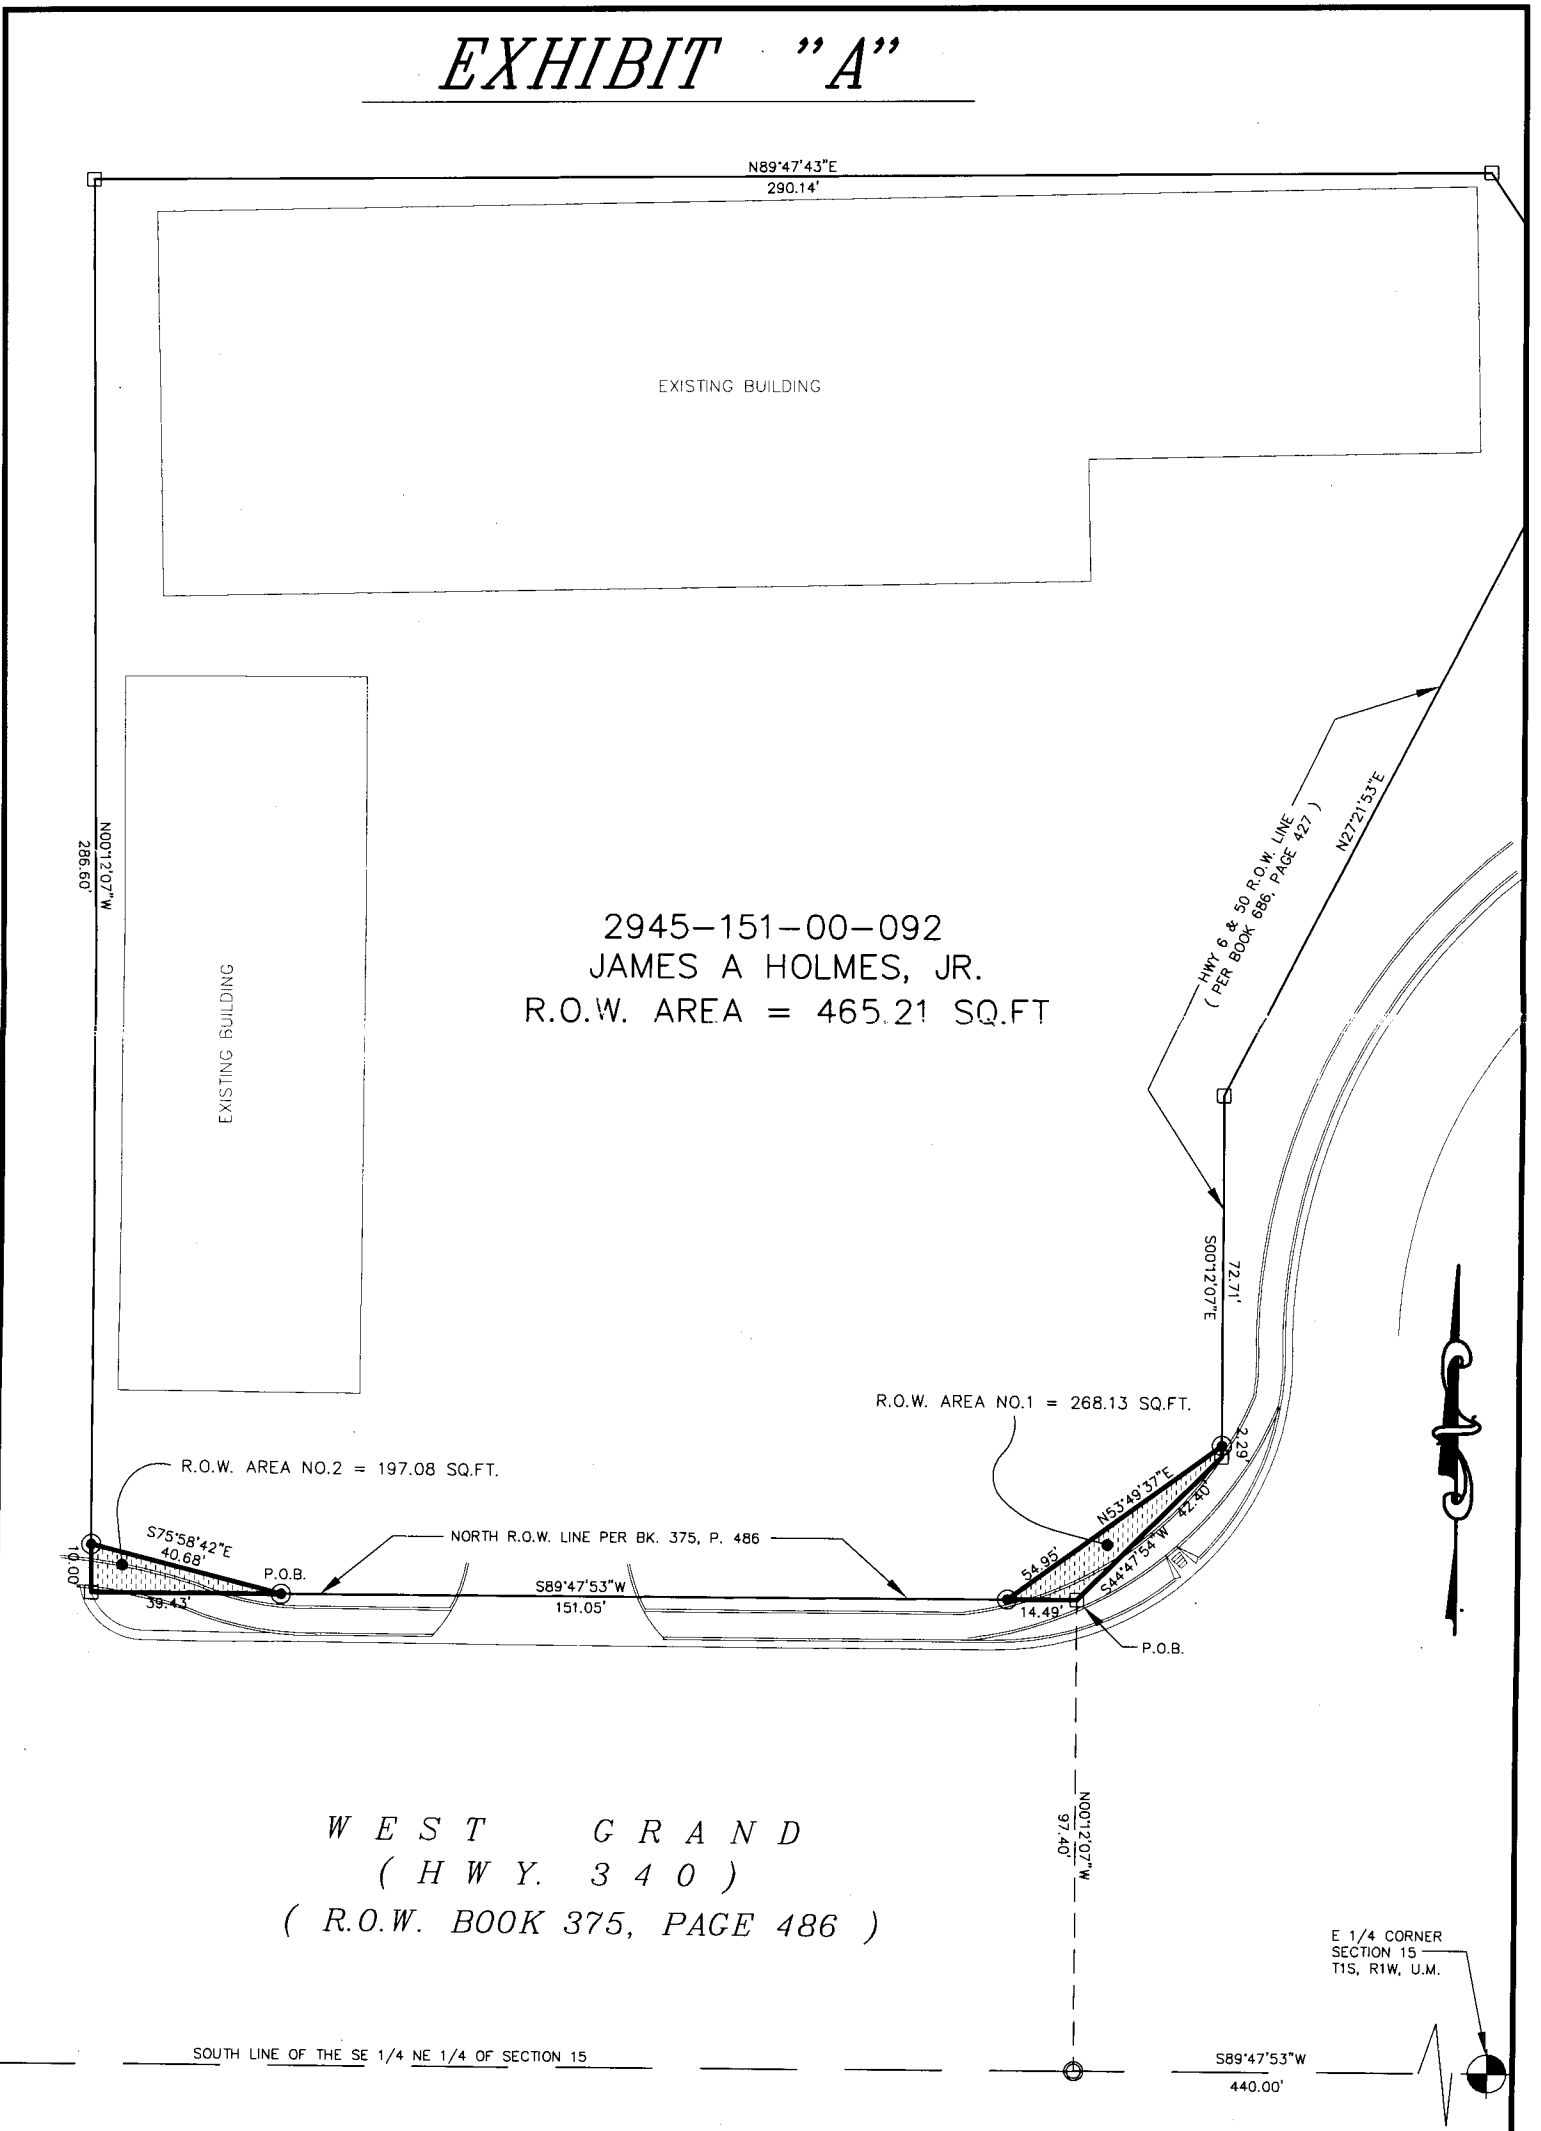 EXHIBIT "A"
N89°47'43"E
290.14'
EXISTING BUILDING
N27°21'53"E
HWY 6 & 50 R.O.W. LINE
( PER BOOK 686, PAGE 427 )
N00°12'07"W
286.60'
2945-151-00-092
JAMES A HOLMES, JR.
R.O.W. AREA = 465.21 SQ.FT
EXISTING BUILDING
72.71'
S00°12'07"E
R.O.W. AREA NO.1 = 268.13 SQ.FT.
2.29'
R.O.W. AREA NO.2 = 197.08 SQ.FT.
N53°49'37"E
42.40'
S75°58'42"E
40.68'
NORTH R.O.W. LINE PER BK. 375, P. 486
S44°47'54"W
54.95'
10.00'
P.O.B.
S89°47'53"W
151.05'
39.43'
14.49'
P.O.B.
N00°12'07"W
97.40'
WEST GRAND
( HWY. 340 )
( R.O.W. BOOK 375, PAGE 486 )
E 1/4 CORNER
SECTION 15
T1S, R1W, U.M.
SOUTH LINE OF THE SE 1/4 NE 1/4 OF SECTION 15
S89°47'53"W
440.00'